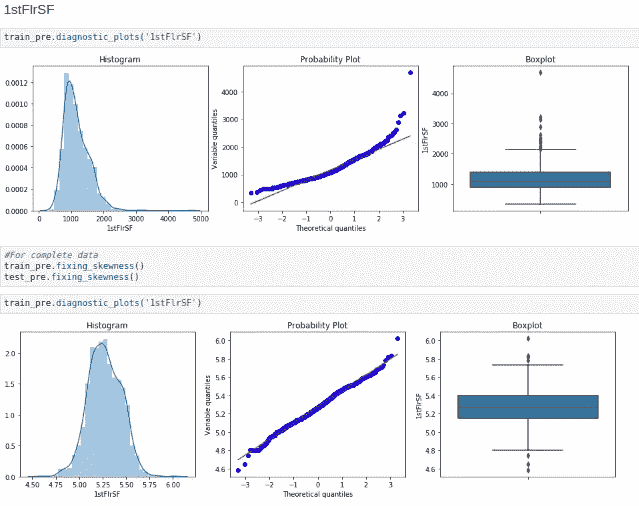 1stFlrSF
train_pre.diagnostic_plots('1stFlrSF')
Histogram
0.0012
0.0010
0.0008
0.0006
0.0004
0.0002
0.0000
0 1000 2000 3000 4000 5000
1stFlrSF
Probability Plot
Variable quantiles
4000
3000
2000
1000
0
−3 −2 −1 0 1 2 3
Theoretical quantiles
Boxplot
1stFlrSF
4000
3000
2000
1000
#For complete data
train_pre.fixing_skewness()
test_pre.fixing_skewness()
train_pre.diagnostic_plots('1stFlrSF')
Histogram
2.0
1.5
1.0
0.5
0.0
4.50 4.75 5.00 5.25 5.50 5.75 6.00
1stFlrSF
Probability Plot
Variable quantiles
6.0
5.8
5.6
5.4
5.2
5.0
4.8
4.6
−3 −2 −1 0 1 2 3
Theoretical quantiles
Boxplot
1stFlrSF
6.0
5.8
5.6
5.4
5.2
5.0
4.8
4.6